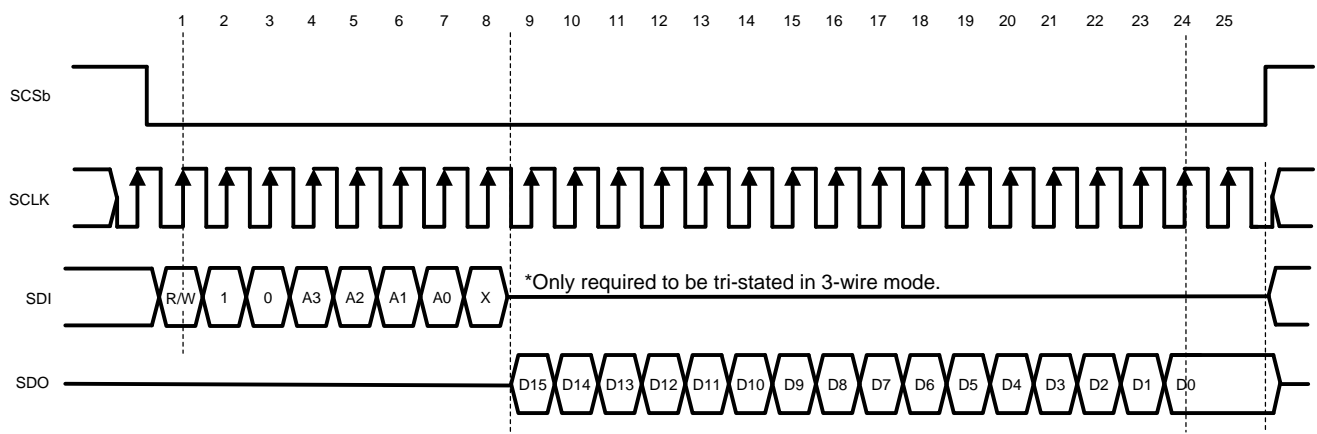 1 2 3 4 5 6 7 8 9 10 11 12 13 14 15 16 17 18 19 20 21 22 23 24 25
SCSb
SCLK
*Only required to be tri-stated in 3-wire mode.
SDI R/W 1 0 A3 A2 A1 A0 X
SDO D15 D14 D13 D12 D11 D10 D9 D8 D7 D6 D5 D4 D3 D2 D1 D0